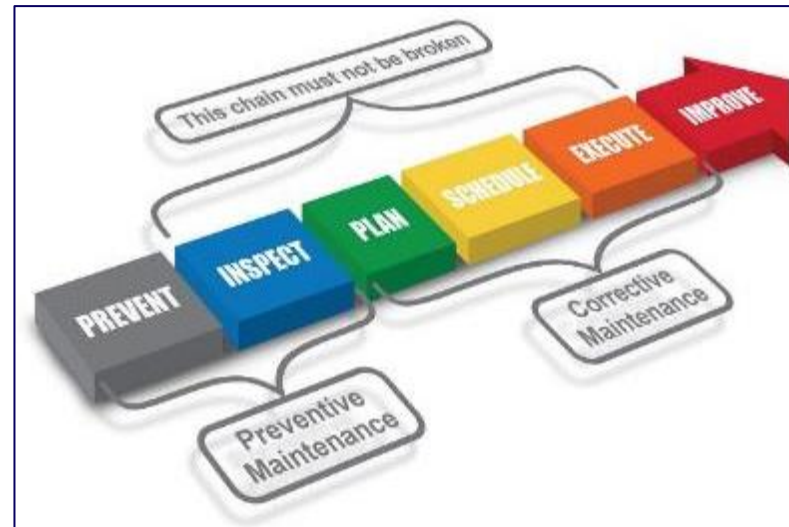 This chain must not be broken
PREVENT
INSPECT
PLAN
SCHEDULE
EXECUTE
IMPROVE
Preventive
Maintenance
Corrective
Maintenance